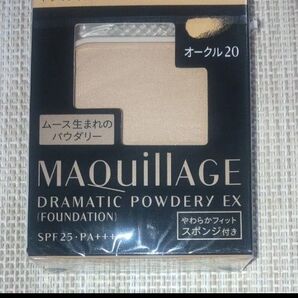 オークル20
ムース生まれの
パウダリー
MAQuillAGE
DRAMATIC POWDERY EX
(FOUNDATION)
やわらかフィット
スポンジ付き
SPF25・PA+++